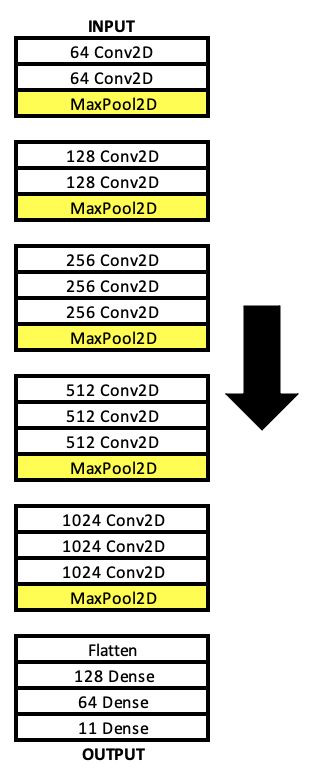 INPUT
64 Conv2D
64 Conv2D
MaxPool2D
128 Conv2D
128 Conv2D
MaxPool2D
256 Conv2D
256 Conv2D
256 Conv2D
MaxPool2D
512 Conv2D
512 Conv2D
512 Conv2D
MaxPool2D
1024 Conv2D
1024 Conv2D
1024 Conv2D
MaxPool2D
Flatten
128 Dense
64 Dense
11 Dense
OUTPUT